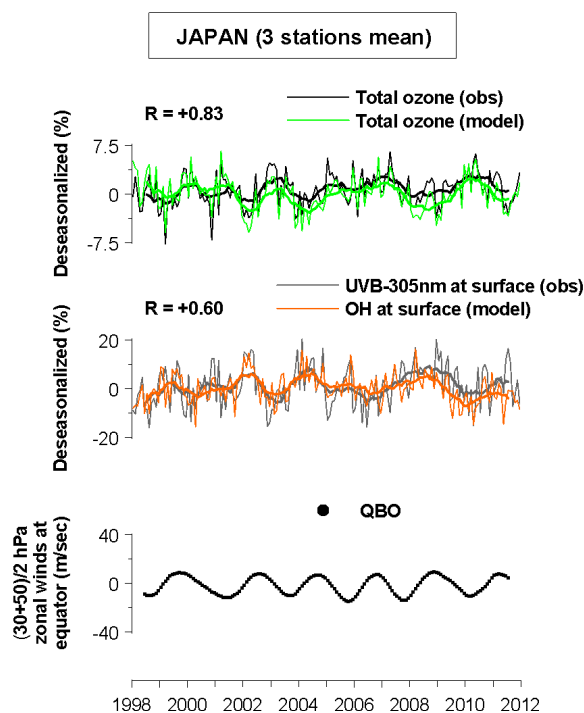 JAPAN (3 stations mean)
Total ozone (obs)
R = +0.83
Total ozone (model)
7.5
0
-7.5
Deseasonalized (%)
UVB-305nm at surface (obs)
R = +0.60
OH at surface (model)
20
0
-20
Deseasonalized (%)
QBO
40
0
-40
(30+50)/2 hPa
zonal winds at
equator (m/sec)
1998 2000 2002 2004 2006 2008 2010 2012